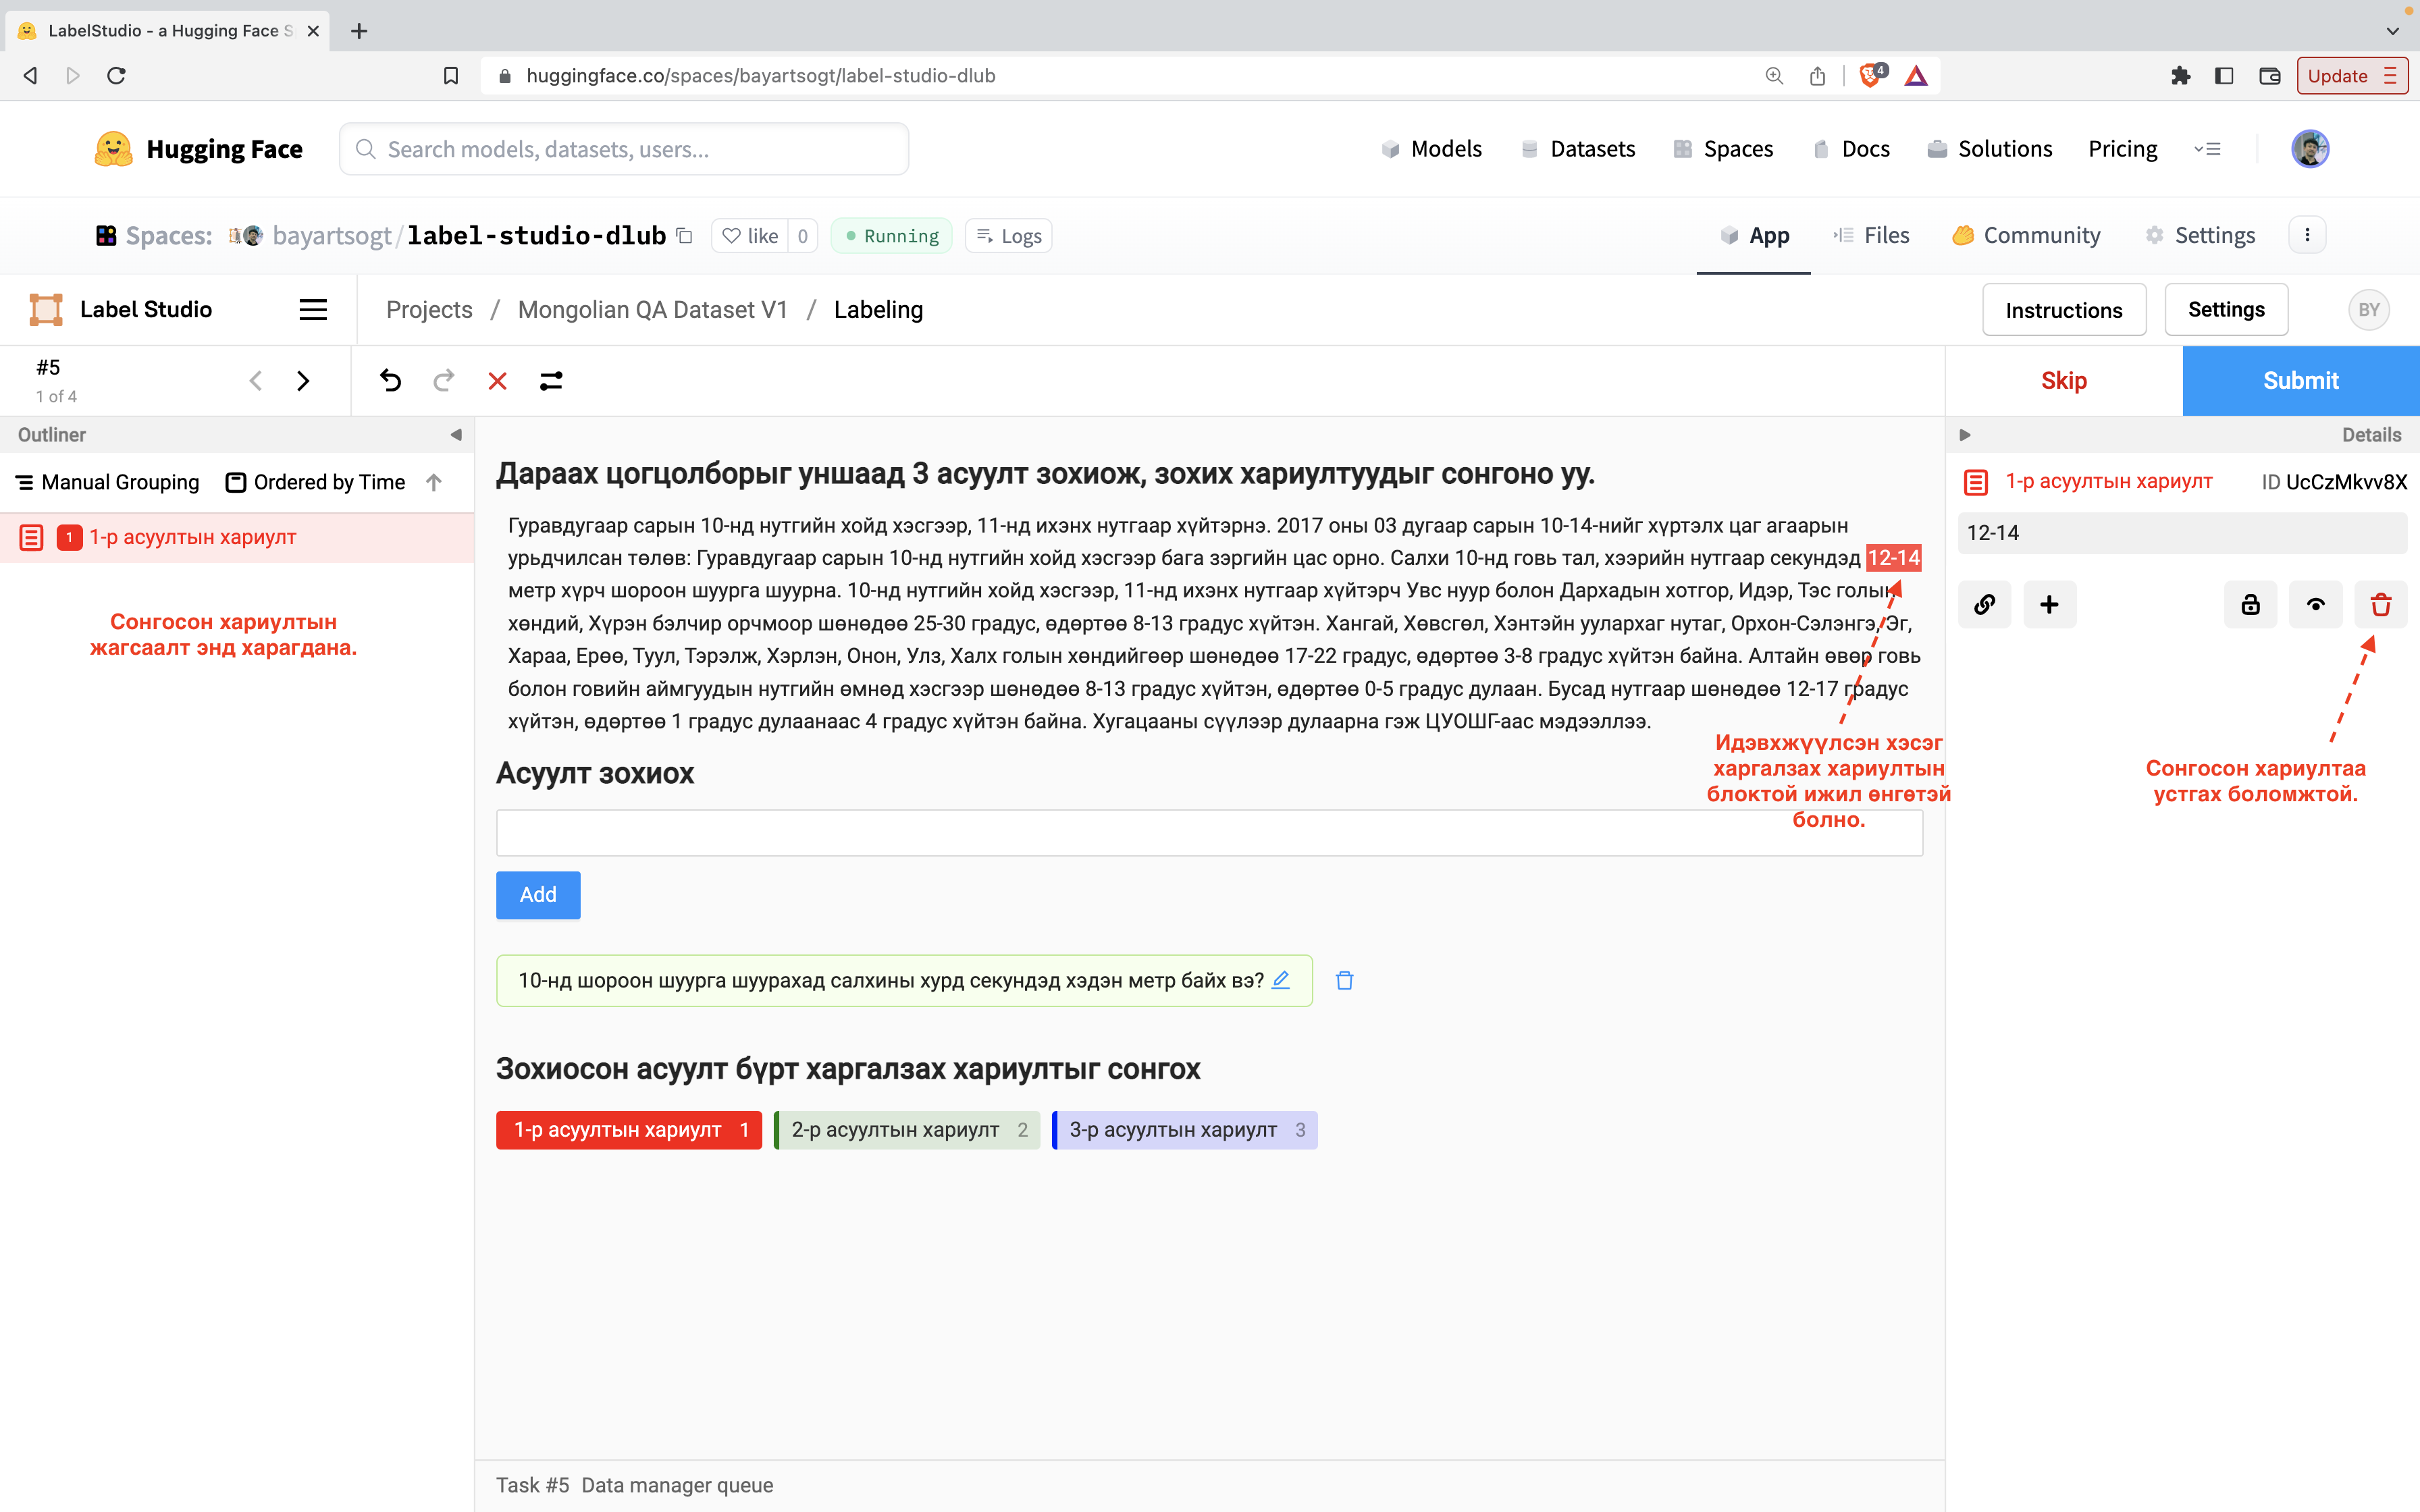 LabelStudio - a Hugging Face S
huggingface.co/spaces/bayartsogt/label-studio-dlub
4
Update
Hugging Face
Search models, datasets, users...
Models
Datasets
Spaces
Docs
Solutions
Pricing
Spaces:
bayartsogt/label-studio-dlub
like
0
Running
Logs
App
Files
Community
Settings
Label Studio
Projects / Mongolian QA Dataset V1 / Labeling
Instructions
Settings
BY
#5
1 of 4
Skip
Submit
Outliner
Manual Grouping
Ordered by Time
1 1-р асуултын хариулт
Сонгосон хариултын
жагсаалт энд харагдана.
Дараах цогцолборыг уншаад 3 асуулт зохиож, зохих хариултуудыг сонгоно уу.
Гуравдугаар сарын 10-нд нутгийн хойд хэсгээр, 11-нд ихэнх нутгаар хүйтэрнэ. 2017 оны 03 дугаар сарын 10-14-нийг хүртэлх цаг агаарын
урьдчилсан төлөв: Гуравдугаар сарын 10-нд нутгийн хойд хэсгээр бага зэргийн цас орно. Салхи 10-нд говь тал, хээрийн нутгаар секундэд 12-14
метр хүрч шороон шуурга шуурна. 10-нд нутгийн хойд хэсгээр, 11-нд ихэнх нутгаар хүйтэрч Увс нуур болон Дархадын хотгор, Идэр, Тэс голын
хөндий, Хүрэн бэлчир орчмоор шөнөдөө 25-30 градус, өдөртөө 8-13 градус хүйтэн. Хангай, Хөвсгөл, Хэнтэйн уулархаг нутаг, Орхон-Сэлэнгэ, Эг,
Хараа, Ерөө, Туул, Тэрэлж, Хэрлэн, Онон, Улз, Халх голын хөндийгөөр шөнөдөө 17-22 градус, өдөртөө 3-8 градус хүйтэн байна. Алтайн өвөр говь
болон говийн аймгуудын нутгийн өмнөд хэсгээр шөнөдөө 8-13 градус хүйтэн, өдөртөө 0-5 градус дулаан. Бусад нутгаар шөнөдөө 12-17 градус
хүйтэн, өдөртөө 1 градус дулаанаас 4 градус хүйтэн байна. Хугацааны сүүлээр дулаарна гэж ЦУОШГ-аас мэдээллээ.
Идэвхжүүлсэн хэсэг
харгалзах хариултын
блоктой ижил өнгөтэй
болно.
Асуулт зохиох
Add
10-нд шороон шуурга шуурахад салхины хурд секундэд хэдэн метр байх вэ?
Зохиосон асуулт бүрт харгалзах хариултыг сонгох
1-р асуултын хариулт 1
2-р асуултын хариулт 2
3-р асуултын хариулт 3
Task #5 Data manager queue
Details
1-р асуултын хариулт
ID UcCzMkvv8X
12-14
Сонгосон хариултаа
устгах боломжтой.